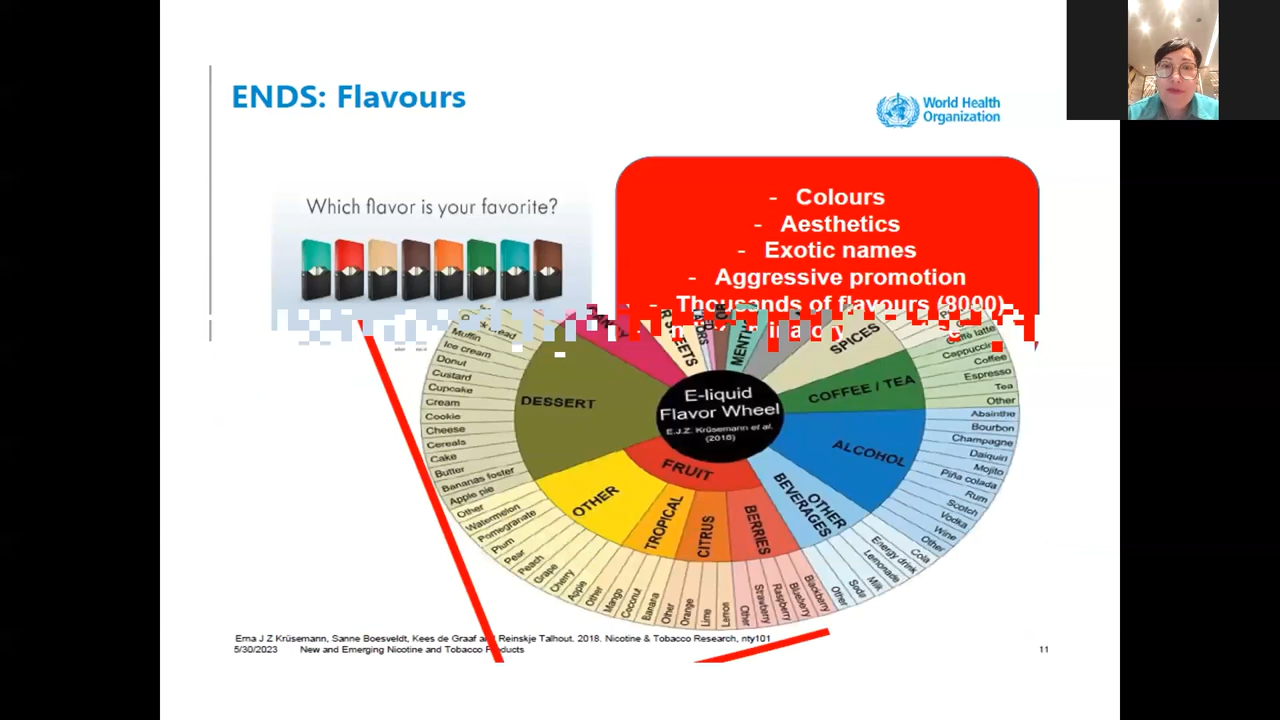 ENDS: Flavours
World Health
Organization
Which flavor is your favorite?
- Colours
- Aesthetics
- Exotic names
- Aggressive promotion
- Thousands of flavours (8000)
SPICES
COFFEE / TEA
ALCOHOL
OTHER
BEVERAGES
BERRIES
CITRUS
TROPICAL
OTHER
FRUIT
DESSERT
E-liquid
Flavor Wheel
E.J.Z. Krüsemann et al.
(2018)
Muffin
Ice cream
Donut
Custard
Cupcake
Cream
Cookie
Cheese
Cereals
Cake
Butter
Bananas foster
Apple pie
Other
Watermelon
Pomegranate
Plum
Pear
Peach
Grape
Cherry
Apple
Other
Mango
Coconut
Banana
Other
Orange
Lime
Lemon
Other
Strawberry
Raspberry
Blueberry
Blackberry
Other
Soda
Milk
Lemonade
Energy drink
Cola
Other
Wine
Vodka
Scotch
Rum
Piña colada
Mojito
Daiquiri
Champagne
Bourbon
Absinthe
Other
Tea
Espresso
Coffee
Cappuccino
Caffè latte
Erna J Z Krüsemann, Sanne Boesveldt, Kees de Graaf and Reinskje Talhout. 2018. Nicotine & Tobacco Research, nty101
5/30/2023 New and Emerging Nicotine and Tobacco Products
11